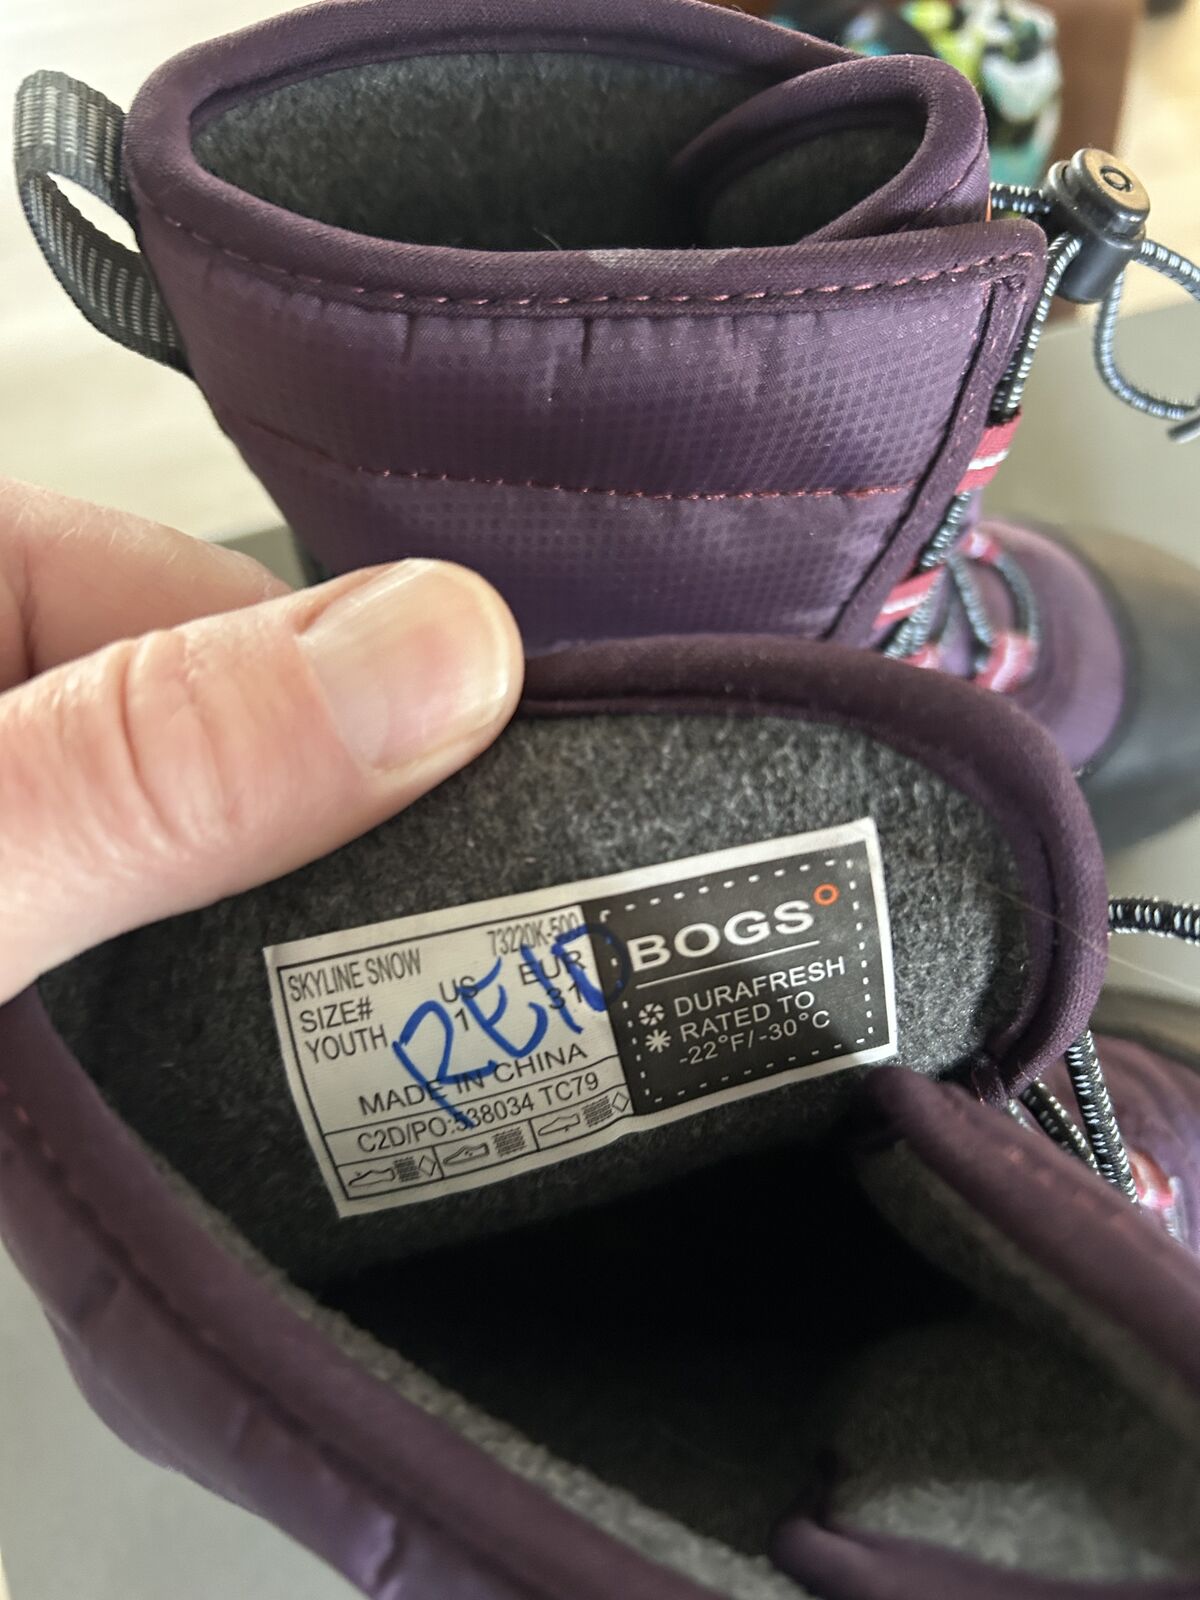 SKYLINE SNOW 73220K-500
SIZE# US EUR
YOUTH 1 31
MADE IN CHINA
C2D/PO:538034 TC79
REID
BOGS
DURAFRESH
RATED TO
-22°F/-30°C